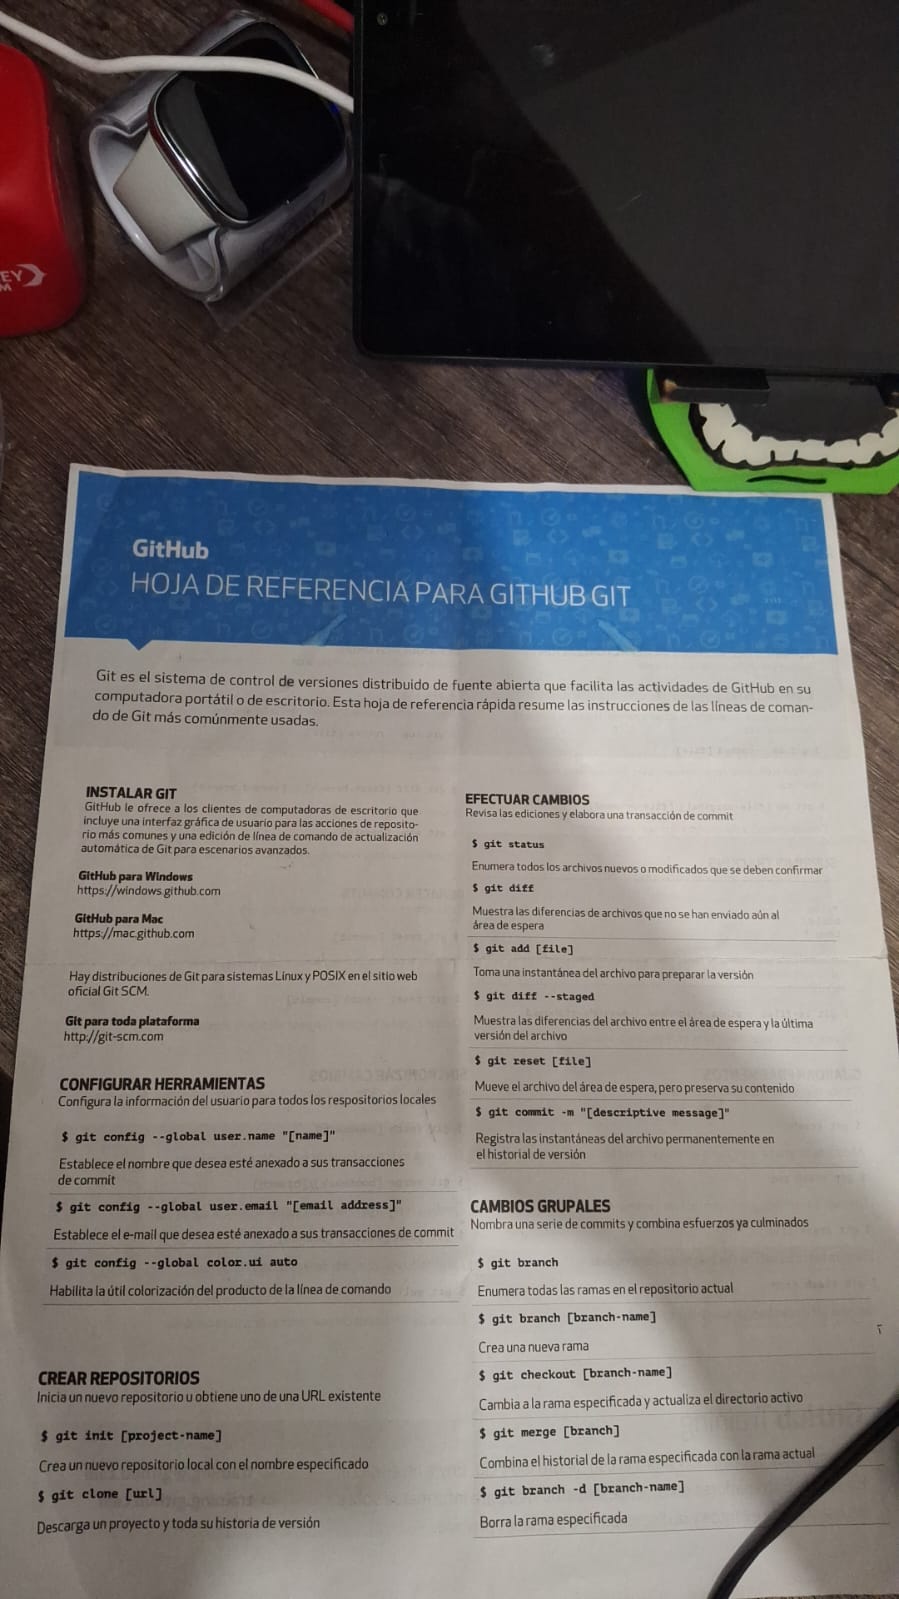 EY
M
GitHub
HOJA DE REFERENCIA PARA GITHUB GIT
Git es el sistema de control de versiones distribuido de fuente abierta que facilita las actividades de GitHub en su
computadora portátil o de escritorio. Esta hoja de referencia rápida resume las instrucciones de las líneas de coman-
do de Git más comúnmente usadas.
INSTALAR GIT
GitHub le ofrece a los clientes de computadoras de escritorio que
incluye una interfaz gráfica de usuario para las acciones de reposito-
rio más comunes y una edición de línea de comando de actualización
automática de Git para escenarios avanzados.
GitHub para Windows
https://windows.github.com
GitHub para Mac
https://mac.github.com
Hay distribuciones de Git para sistemas Linux y POSIX en el sitio web
oficial Git SCM.
Git para toda plataforma
http://git-scm.com
CONFIGURAR HERRAMIENTAS
Configura la información del usuario para todos los respositorios locales
$ git config --global user.name "[name]"
Establece el nombre que desea esté anexado a sus transacciones
de commit
$ git config --global user.email "[email address]"
Establece el e-mail que desea esté anexado a sus transacciones de commit
$ git config --global color.ui auto
Habilita la útil colorización del producto de la línea de comando
CREAR REPOSITORIOS
Inicia un nuevo repositorio u obtiene uno de una URL existente
$ git init [project-name]
Crea un nuevo repositorio local con el nombre especificado
$ git clone [url]
Descarga un proyecto y toda su historia de versión
EFECTUAR CAMBIOS
Revisa las ediciones y elabora una transacción de commit
$ git status
Enumera todos los archivos nuevos o modificados que se deben confirmar
$ git diff
Muestra las diferencias de archivos que no se han enviado aún al
área de espera
$ git add [file]
Toma una instantánea del archivo para preparar la versión
$ git diff --staged
Muestra las diferencias del archivo entre el área de espera y la última
versión del archivo
$ git reset [file]
Mueve el archivo del área de espera, pero preserva su contenido
$ git commit -m "[descriptive message]"
Registra las instantáneas del archivo permanentemente en
el historial de versión
CAMBIOS GRUPALES
Nombra una serie de commits y combina esfuerzos ya culminados
$ git branch
Enumera todas las ramas en el repositorio actual
$ git branch [branch-name]
Crea una nueva rama
$ git checkout [branch-name]
Cambia a la rama especificada y actualiza el directorio activo
$ git merge [branch]
Combina el historial de la rama especificada con la rama actual
$ git branch -d [branch-name]
Borra la rama especificada